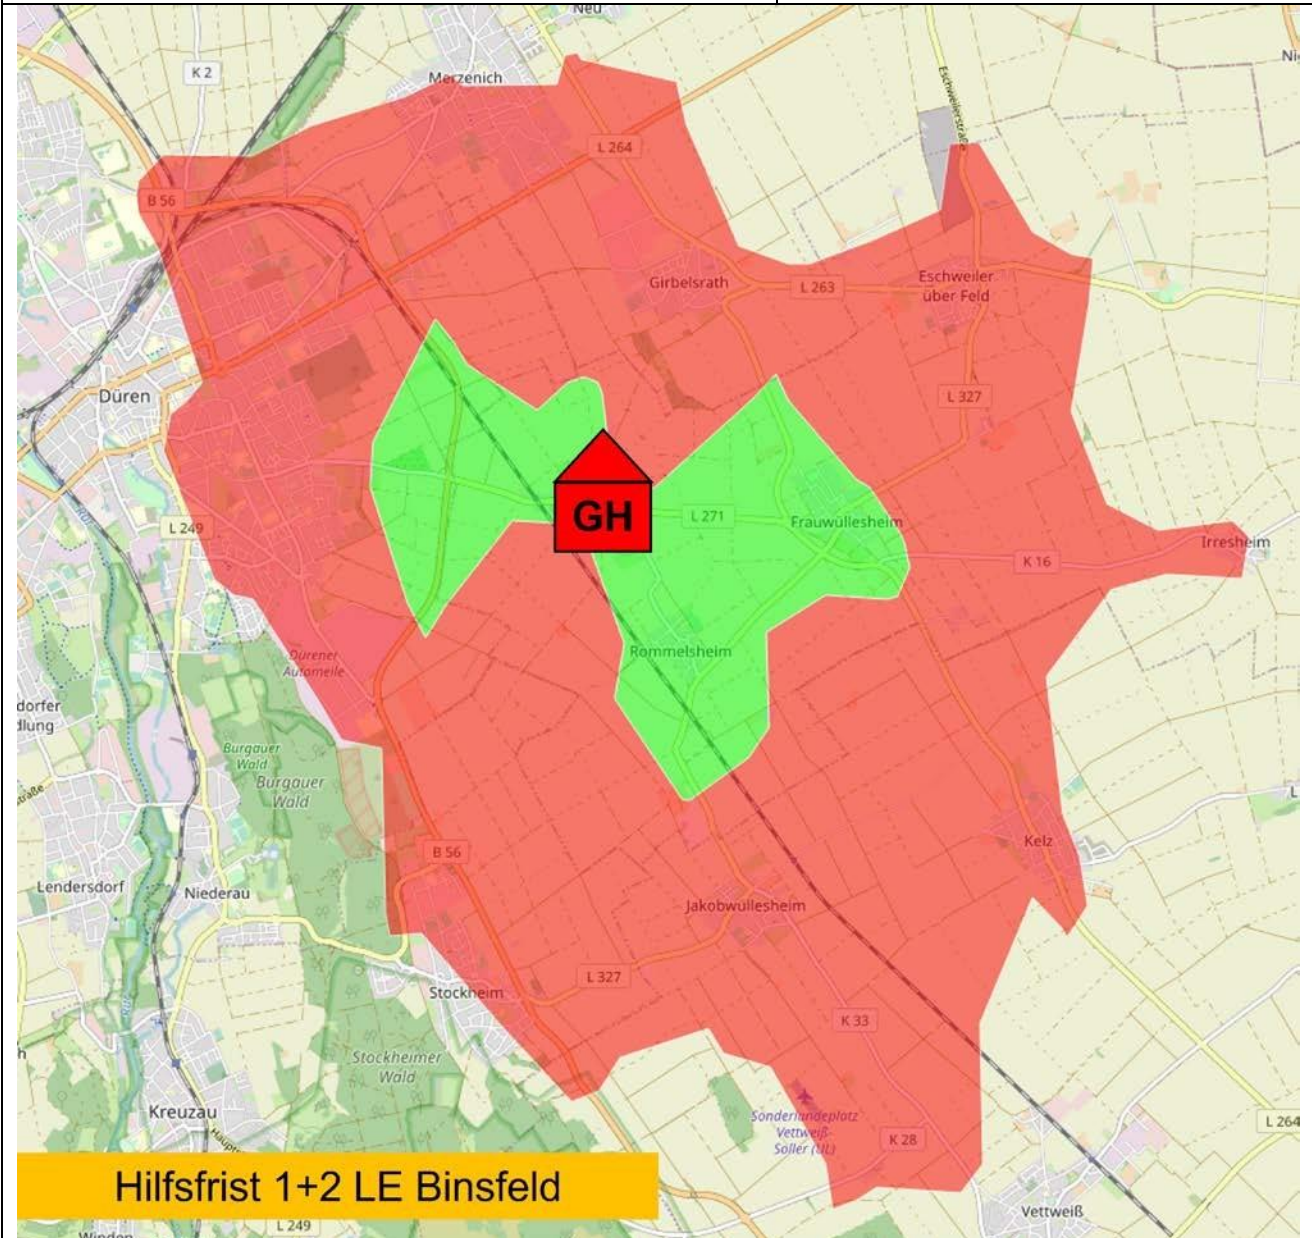 Neu
K 2
Merzenich
Eschweilerstraße
L 264
B 56
Girbelsrath
L 263
Eschweiler
über Feld
Düren
L 327
GH
L 271
Frauwüllesheim
L 249
Irresheim
K 16
Rommelsheim
Dürener
Automeile
dorfer
dlung
Burgauer
Wald
Burgauer
Wald
straße
Kelz
B 56
Lendersdorf
Niederau
Jakobwüllesheim
L 327
Stockheim
K 33
Stockheimer
Wald
Kreuzau
Sonderlandeplatz
Vettweiß-
Soller (UL)
L 264
K 28
Hilfsfrist 1+2 LE Binsfeld
Vettweiß
L 249